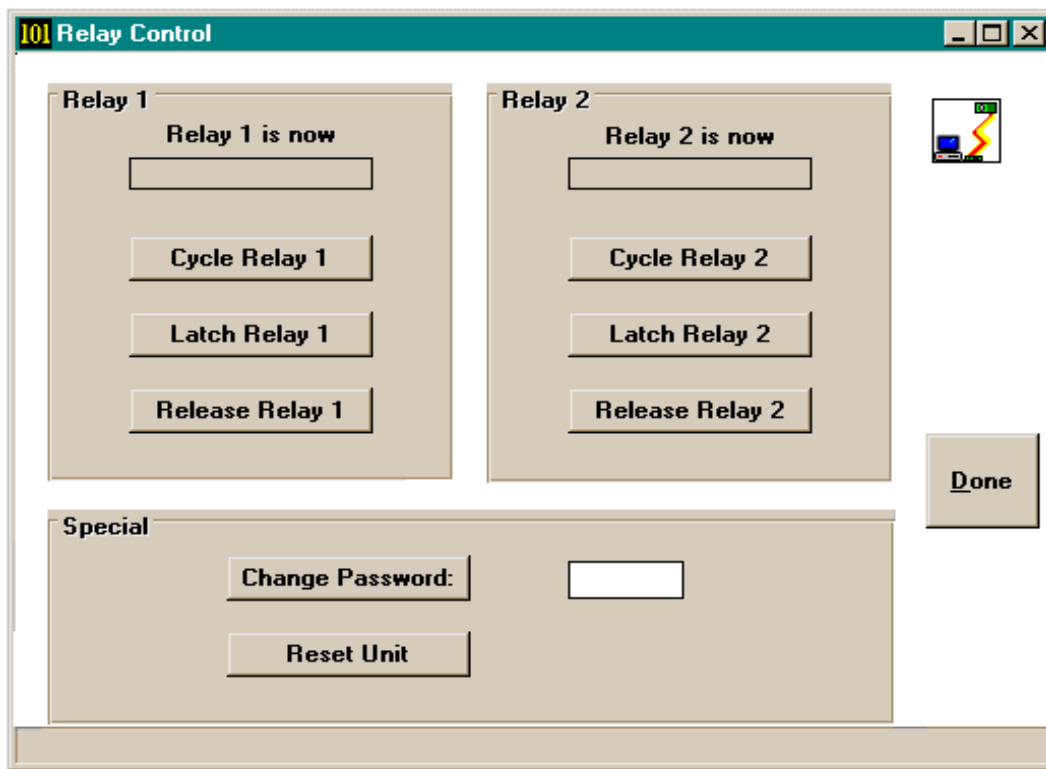 101 Relay Control
Relay 1
Relay 1 is now
Cycle Relay 1
Latch Relay 1
Release Relay 1
Relay 2
Relay 2 is now
Cycle Relay 2
Latch Relay 2
Release Relay 2
Done
Special
Change Password:
Reset Unit